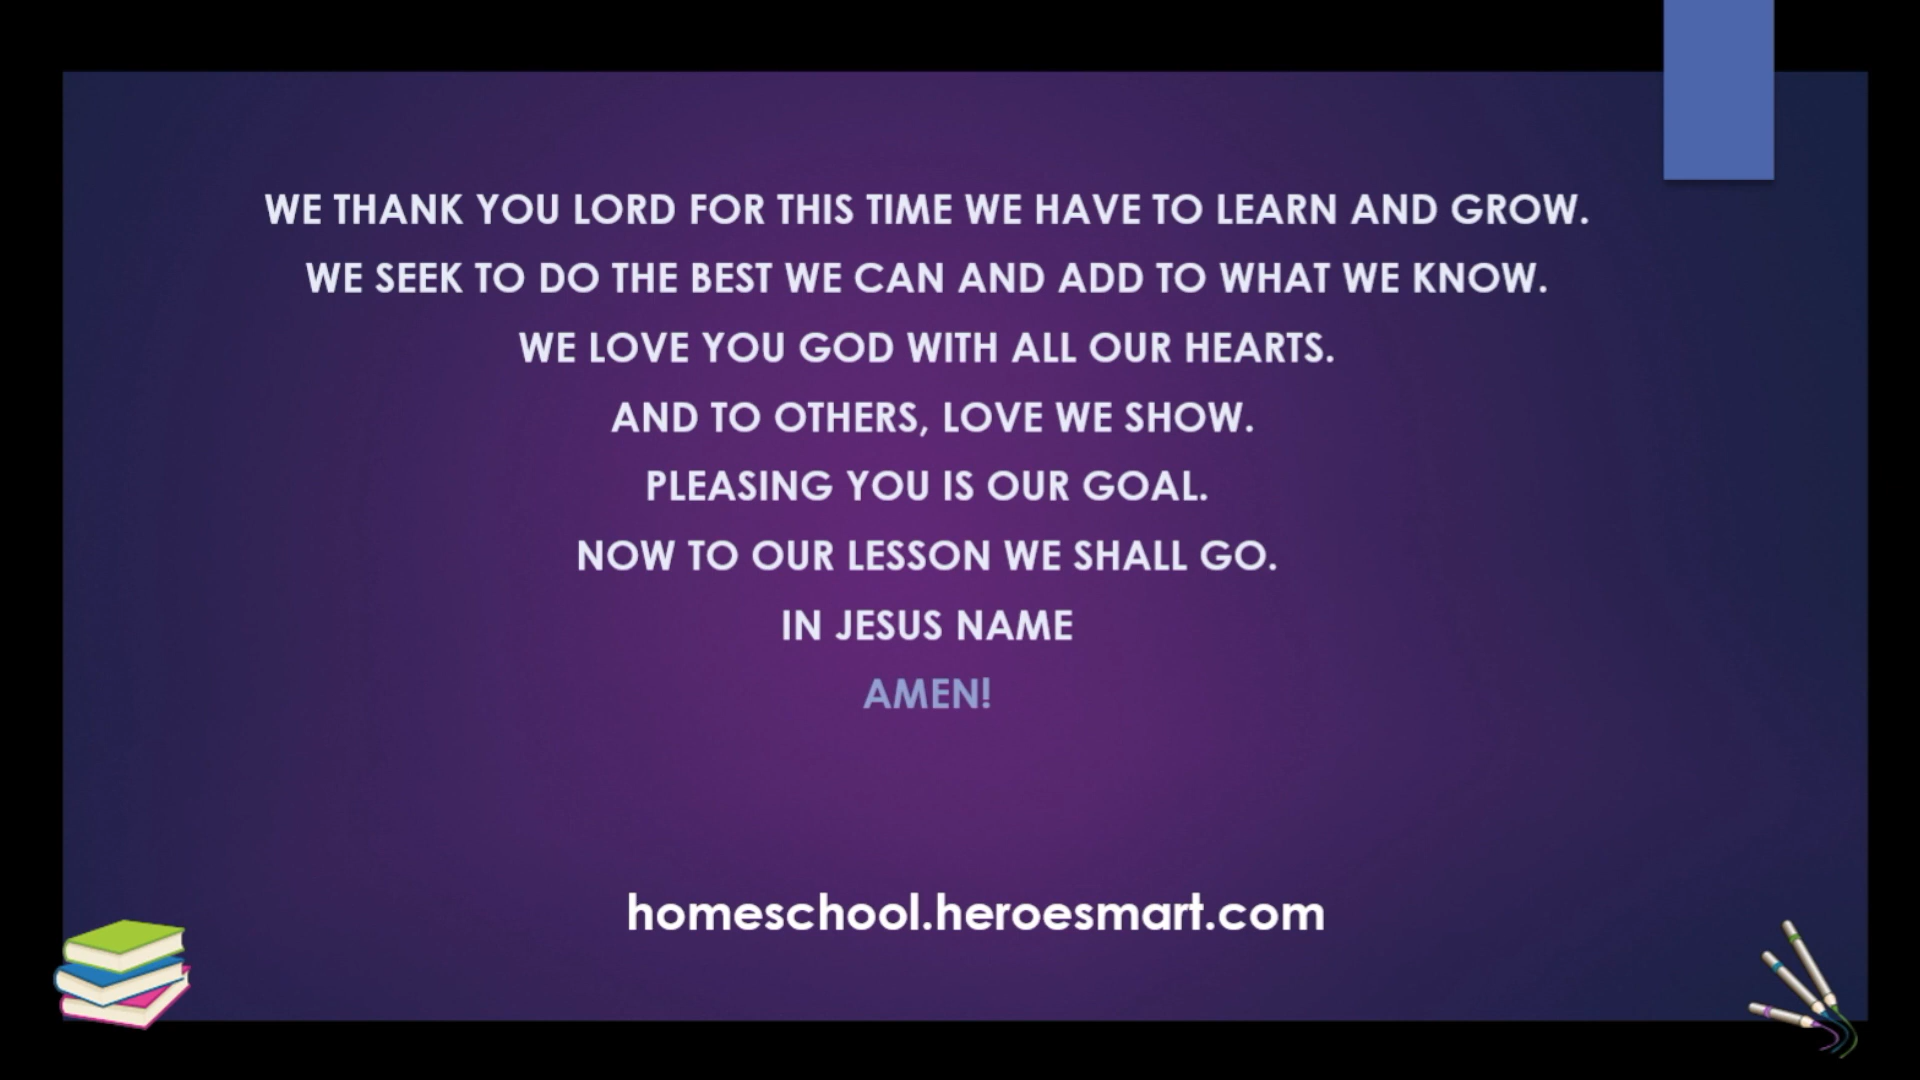 WE THANK YOU LORD FOR THIS TIME WE HAVE TO LEARN AND GROW.
WE SEEK TO DO THE BEST WE CAN AND ADD TO WHAT WE KNOW.
WE LOVE YOU GOD WITH ALL OUR HEARTS.
AND TO OTHERS, LOVE WE SHOW.
PLEASING YOU IS OUR GOAL.
NOW TO OUR LESSON WE SHALL GO.
IN JESUS NAME
AMEN!
homeschool.heroesmart.com